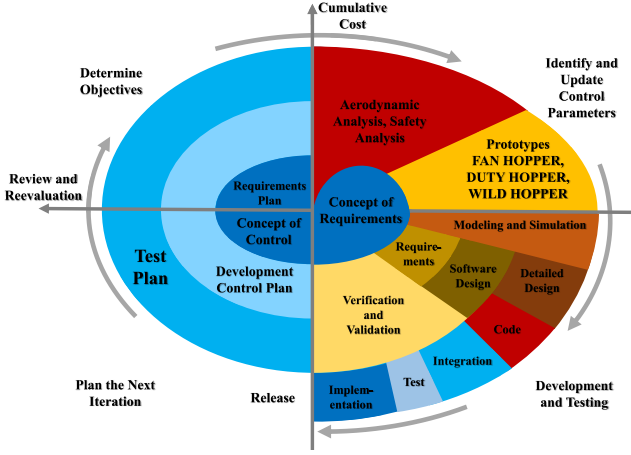 Cumulative
Cost
Determine
Objectives
Identify and
Update
Control
Parameters
Aerodynamic
Analysis, Safety
Analysis
Prototypes
FAN HOPPER,
DUTY HOPPER,
WILD HOPPER
Review and
Reevaluation
Requirements
Plan
Concept of
Requirements
Concept of
Control
Modeling and Simulation
Test
Plan
Require-
ments
Development
Control Plan
Software
Design
Detailed
Design
Verification
and
Validation
Code
Integration
Test
Implem-
entation
Plan the Next
Iteration
Release
Development
and Testing